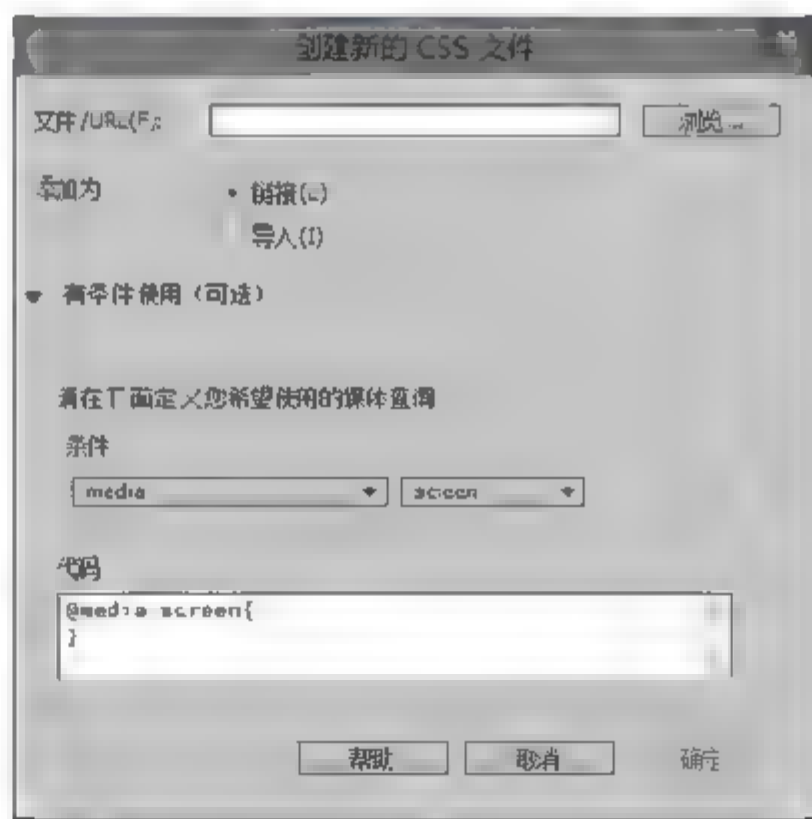 创建新的 CSS 文件
文件/URL(F):
浏览...
添加为
链接(L)
导入(I)
有条件使用（可选）
请在下面定义您希望使用的媒体查询
条件
media
screen
代码
@media screen{
}
帮助
取消
确定